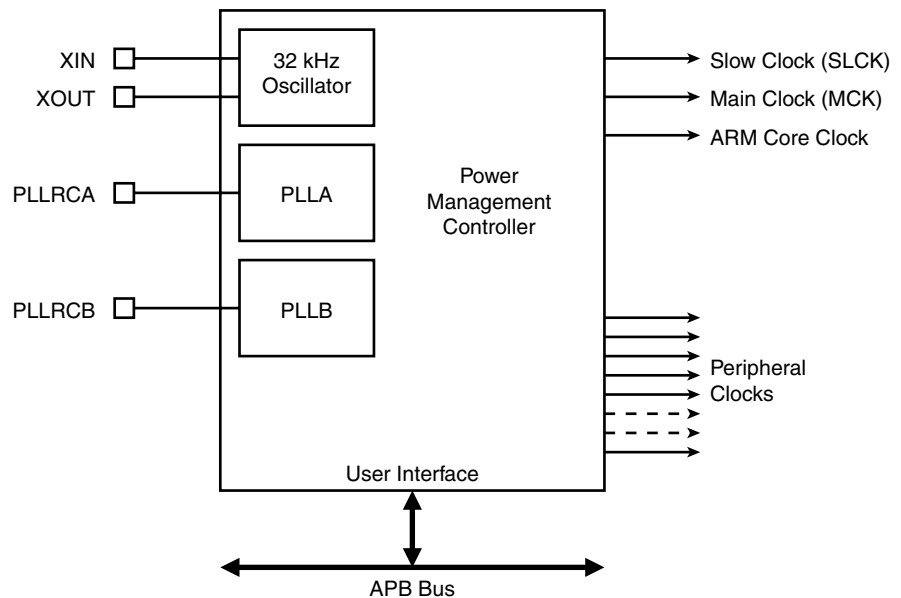 XIN
XOUT
32 kHz
Oscillator
Slow Clock (SLCK)
Main Clock (MCK)
ARM Core Clock
PLLRCA
PLLA
Power
Management
Controller
PLLRCB
PLLB
Peripheral
Clocks
User Interface
APB Bus